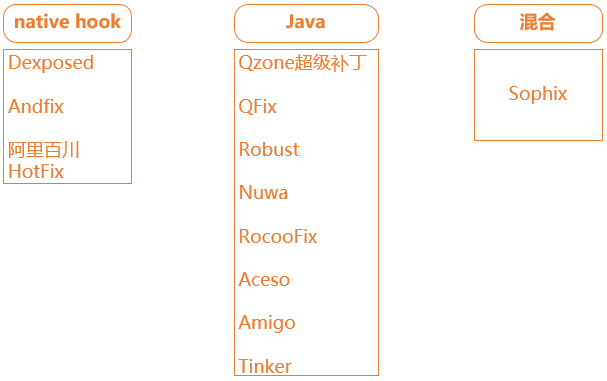 native hook
Dexposed
Andfix
阿里百川
HotFix
Java
Qzone超级补丁
QFix
Robust
Nuwa
RocooFix
Aceso
Amigo
Tinker
混合
Sophix